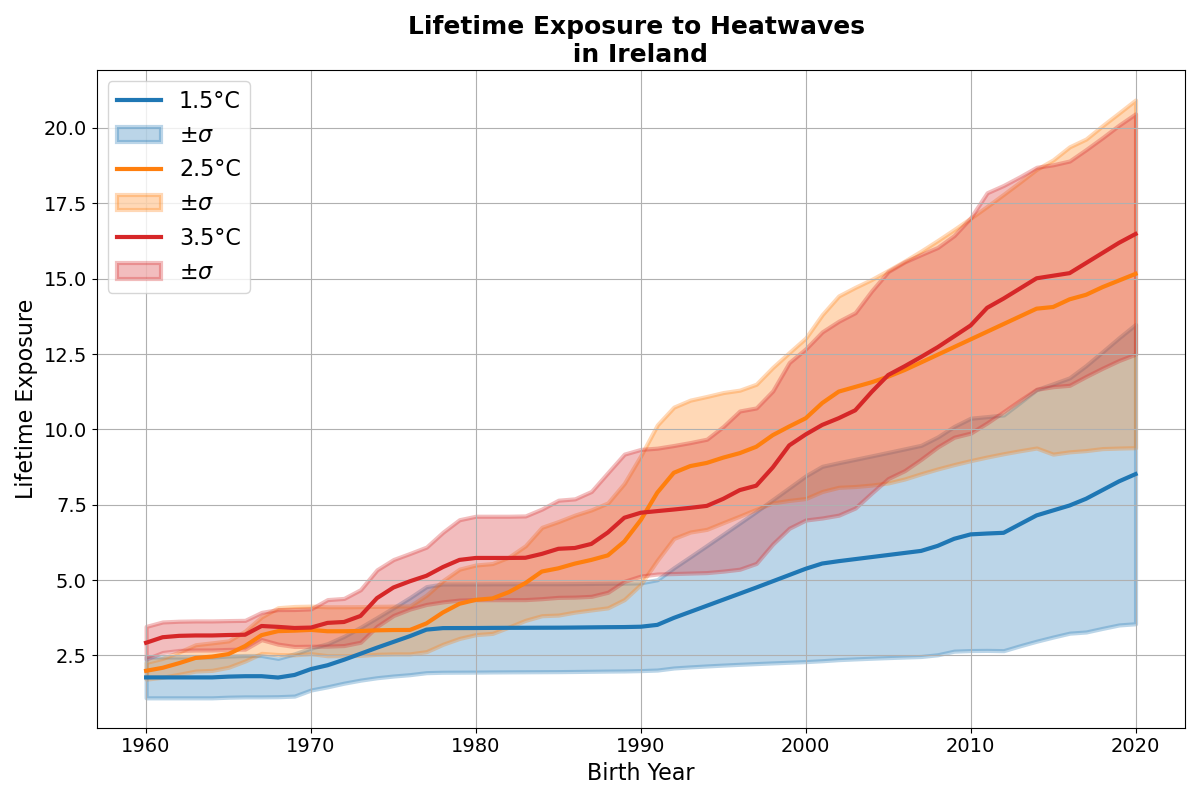 Lifetime Exposure to Heatwaves
in Ireland
1.5°C
±σ
2.5°C
±σ
3.5°C
±σ
20.0
17.5
15.0
12.5
10.0
7.5
5.0
2.5
Lifetime Exposure
1960 1970 1980 1990 2000 2010 2020
Birth Year